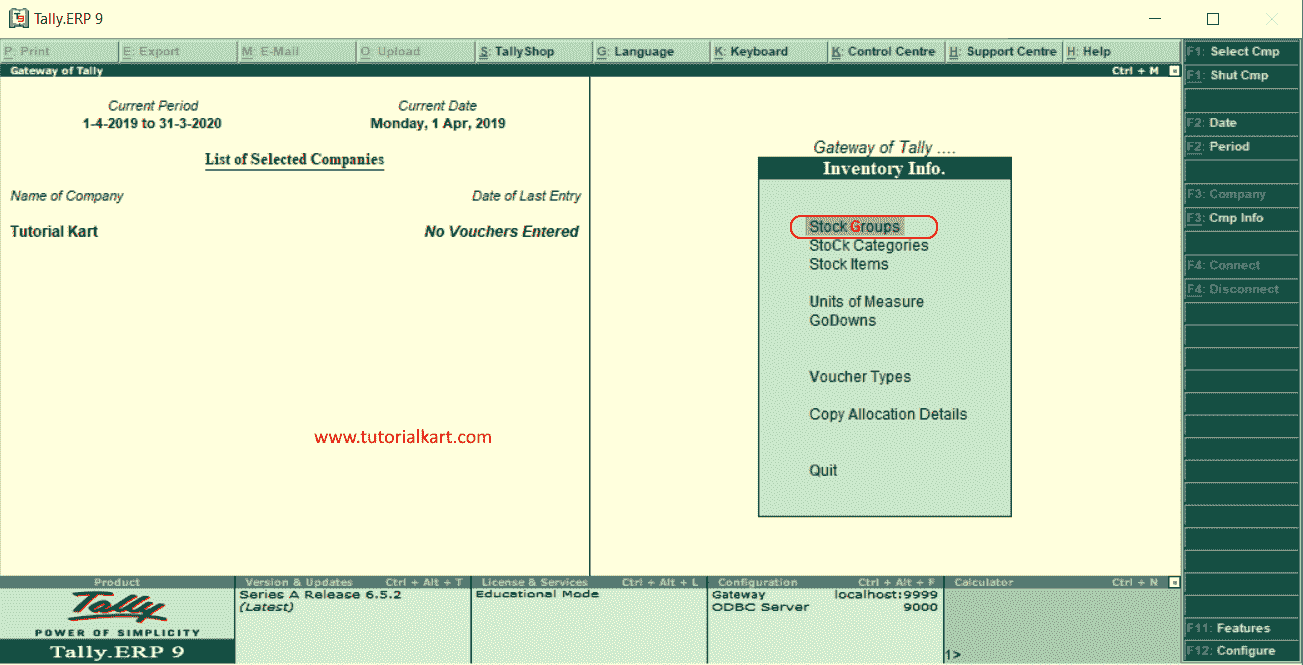 Tally.ERP 9
P: Print E: Export M: E-Mail O: Upload S: TallyShop G: Language K: Keyboard K: Control Centre H: Support Centre H: Help
Gateway of Tally Ctrl + M
Current Period Current Date
1-4-2019 to 31-3-2020 Monday, 1 Apr, 2019
List of Selected Companies
Name of Company Date of Last Entry
Tutorial Kart No Vouchers Entered
www.tutorialkart.com
Gateway of Tally ....
Inventory Info.
Stock Groups
StoCk Categories
Stock Items
Units of Measure
GoDowns
Voucher Types
Copy Allocation Details
Quit
F1: Select Cmp
F1: Shut Cmp
F2: Date
F2: Period
F3: Company
F3: Cmp Info
F4: Connect
F4: Disconnect
F11: Features
F12: Configure
Product
Tally
POWER OF SIMPLICITY
Tally.ERP 9
Version & Updates Ctrl + Alt + T
Series A Release 6.5.2
(Latest)
License & Services Ctrl + Alt + L
Educational Mode
Configuration Ctrl + Alt + F
Gateway localhost:9999
ODBC Server 9000
Calculator Ctrl + N
1>